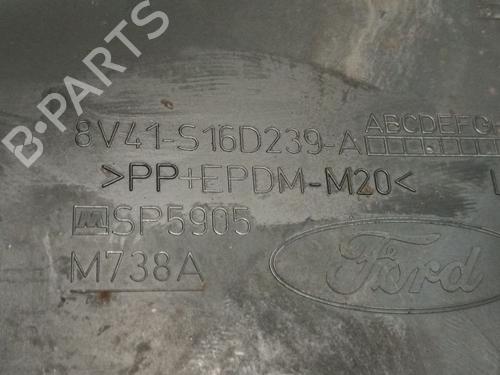 B-PARTS
8V41-S16D239-A
ABCDEFG
>PP+EPDM-M20<
SP5905
M738A
Ford